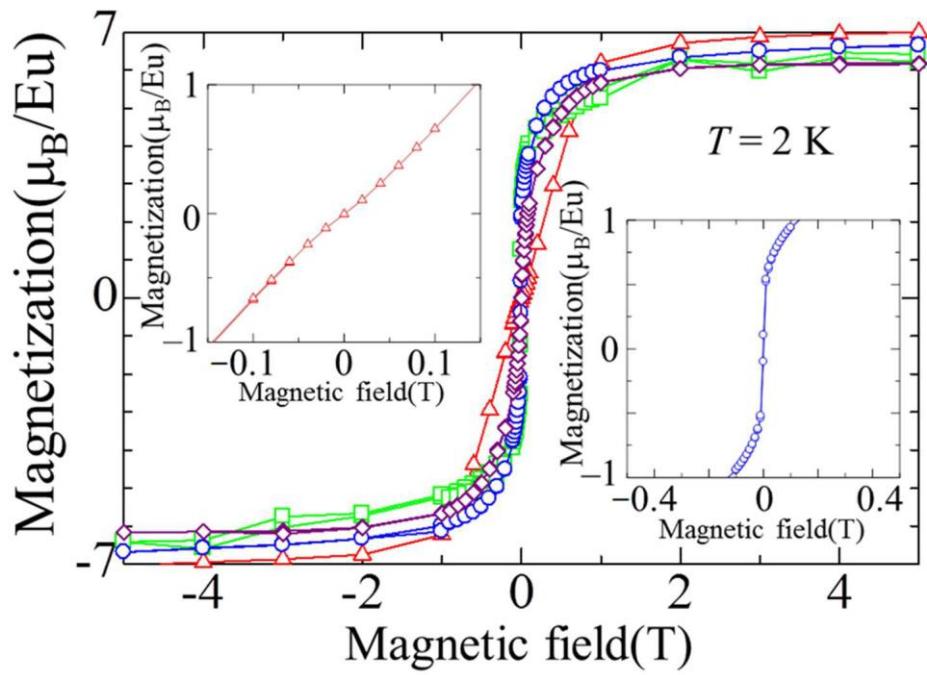 7
0
-7
Magnetization(μB/Eu)
-4
-2
0
2
4
Magnetic field(T)
T = 2 K
1
0
−1
Magnetization(μB/Eu)
−0.1
0
0.1
Magnetic field(T)
1
0
−1
Magnetization(μB/Eu)
−0.4
0
0.4
Magnetic field(T)